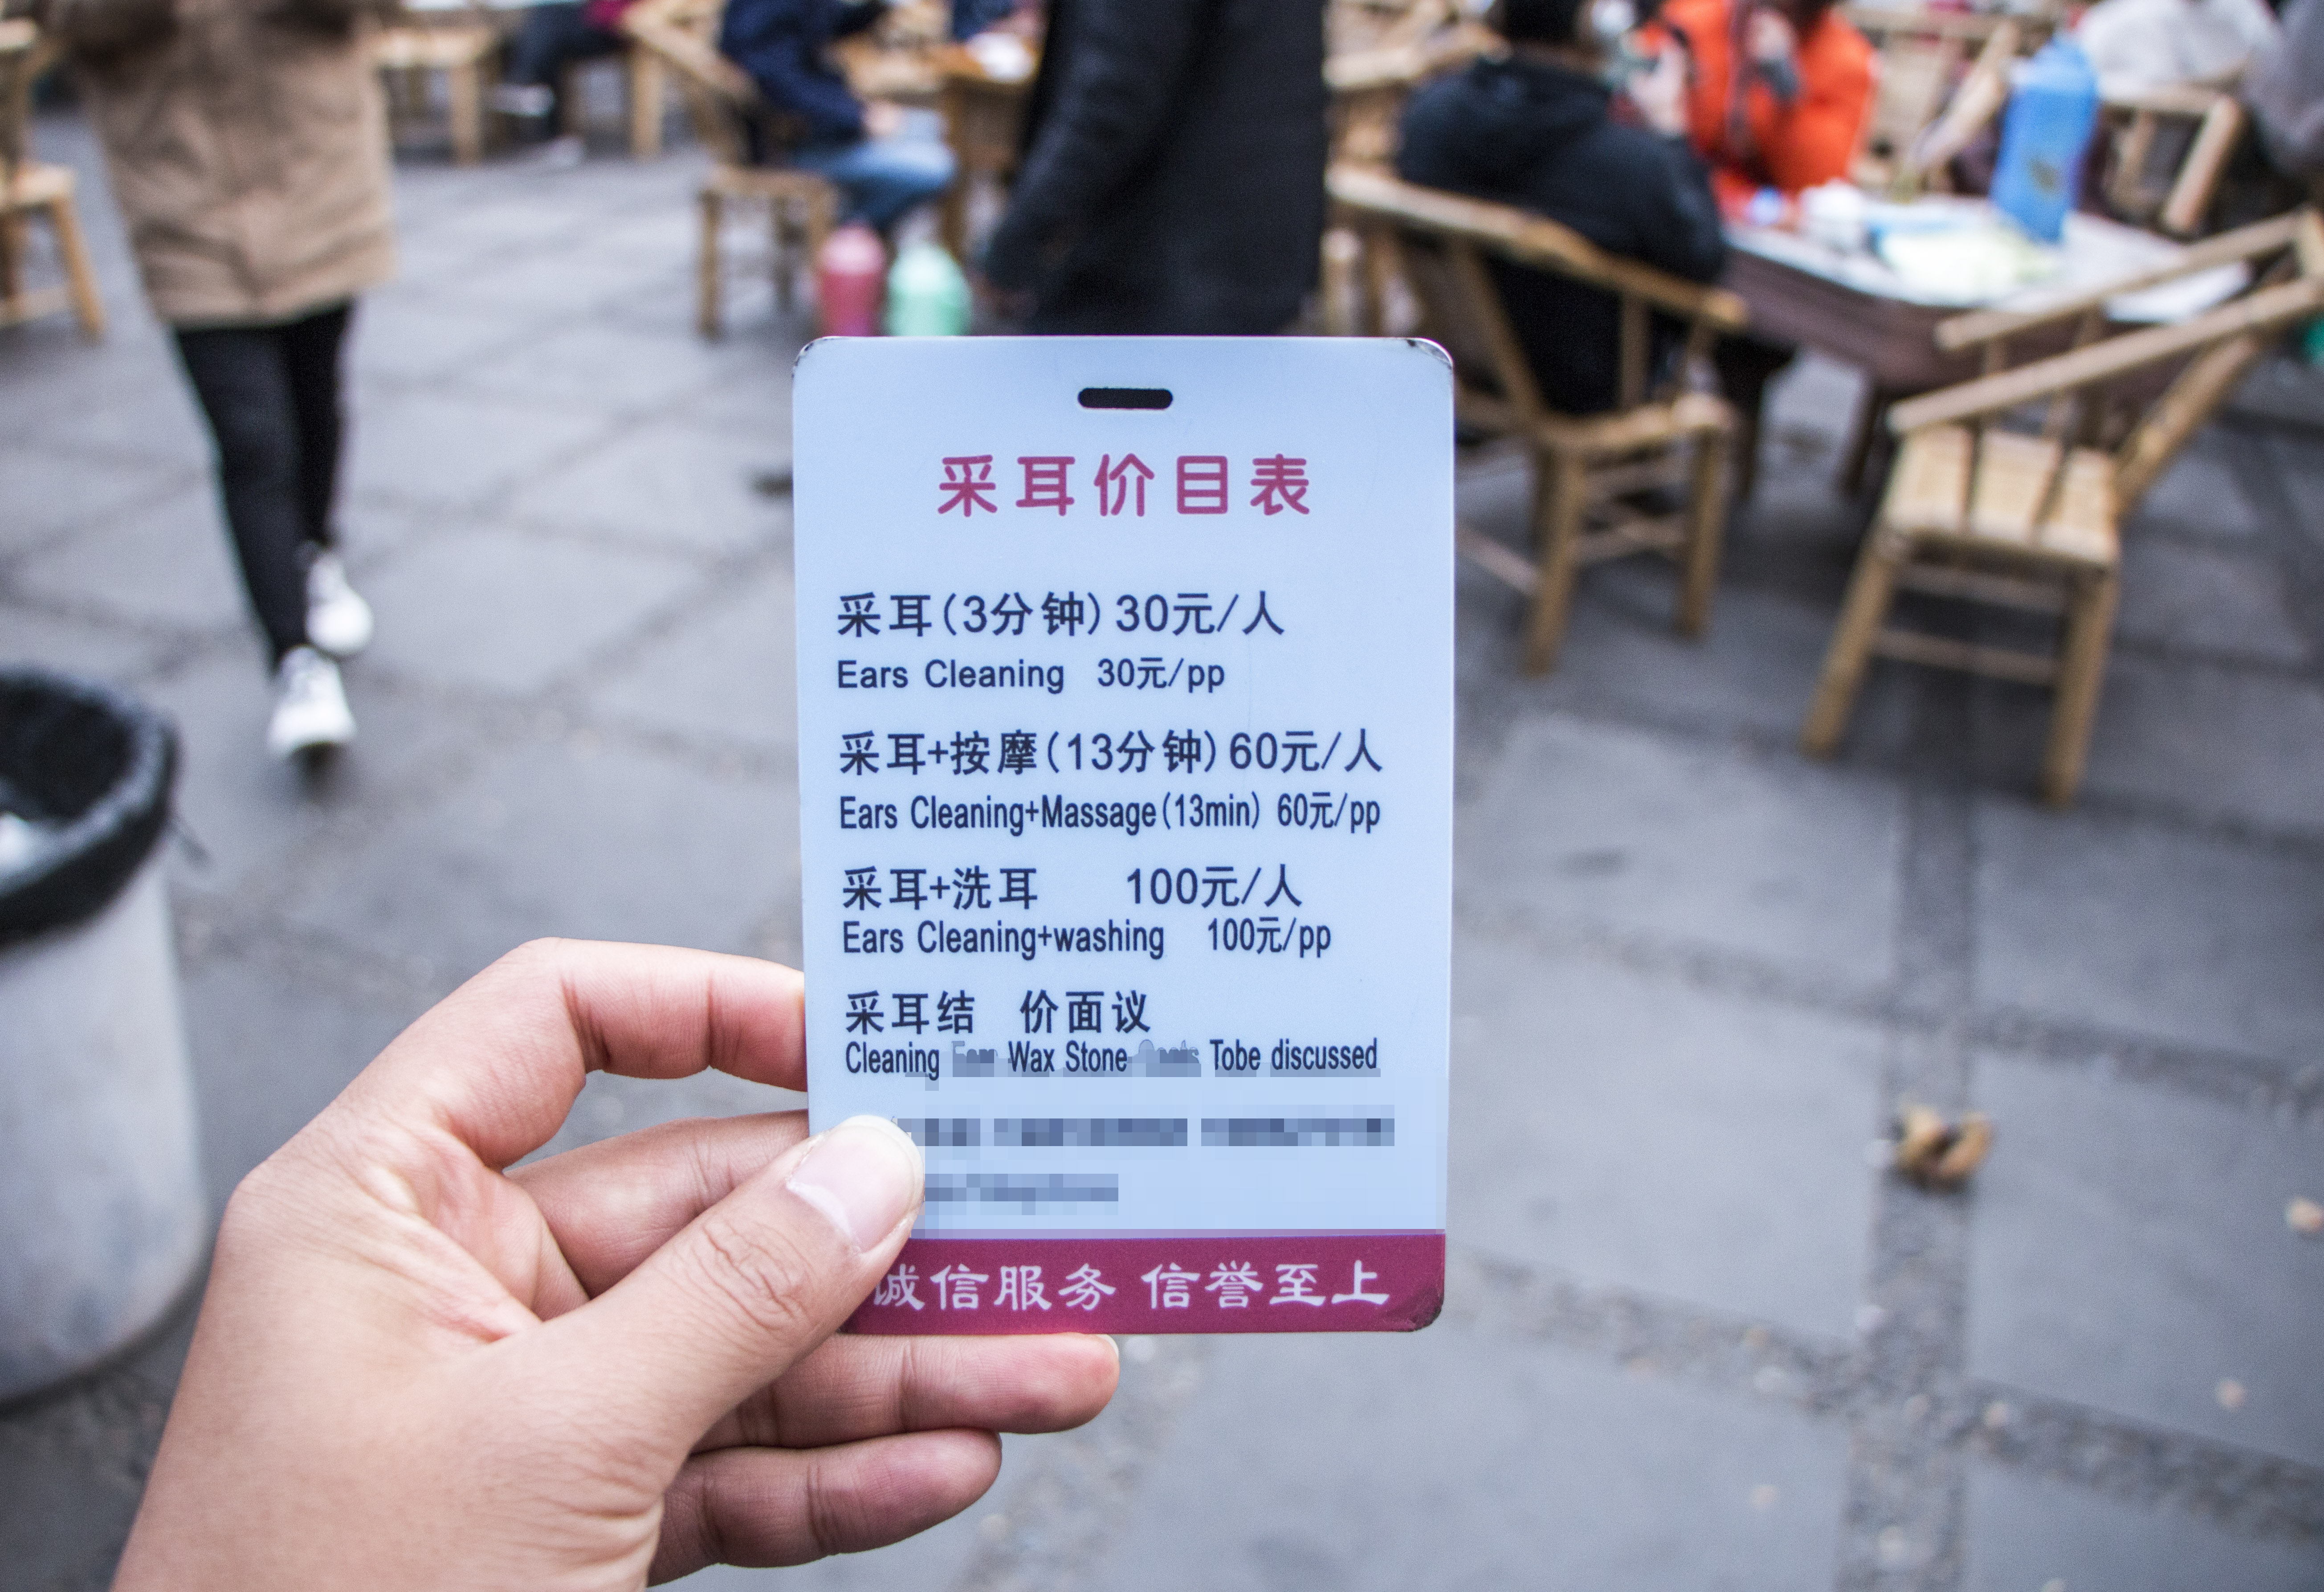 采耳价目表
采耳(3分钟)30元/人
Ears Cleaning 30元/pp
采耳+按摩(13分钟)60元/人
Ears Cleaning+Massage(13min) 60元/pp
采耳+洗耳 100元/人
Ears Cleaning+washing 100元/pp
采耳结 价面议
Cleaning Wax Stone Tobe discussed
诚信服务 信誉至上